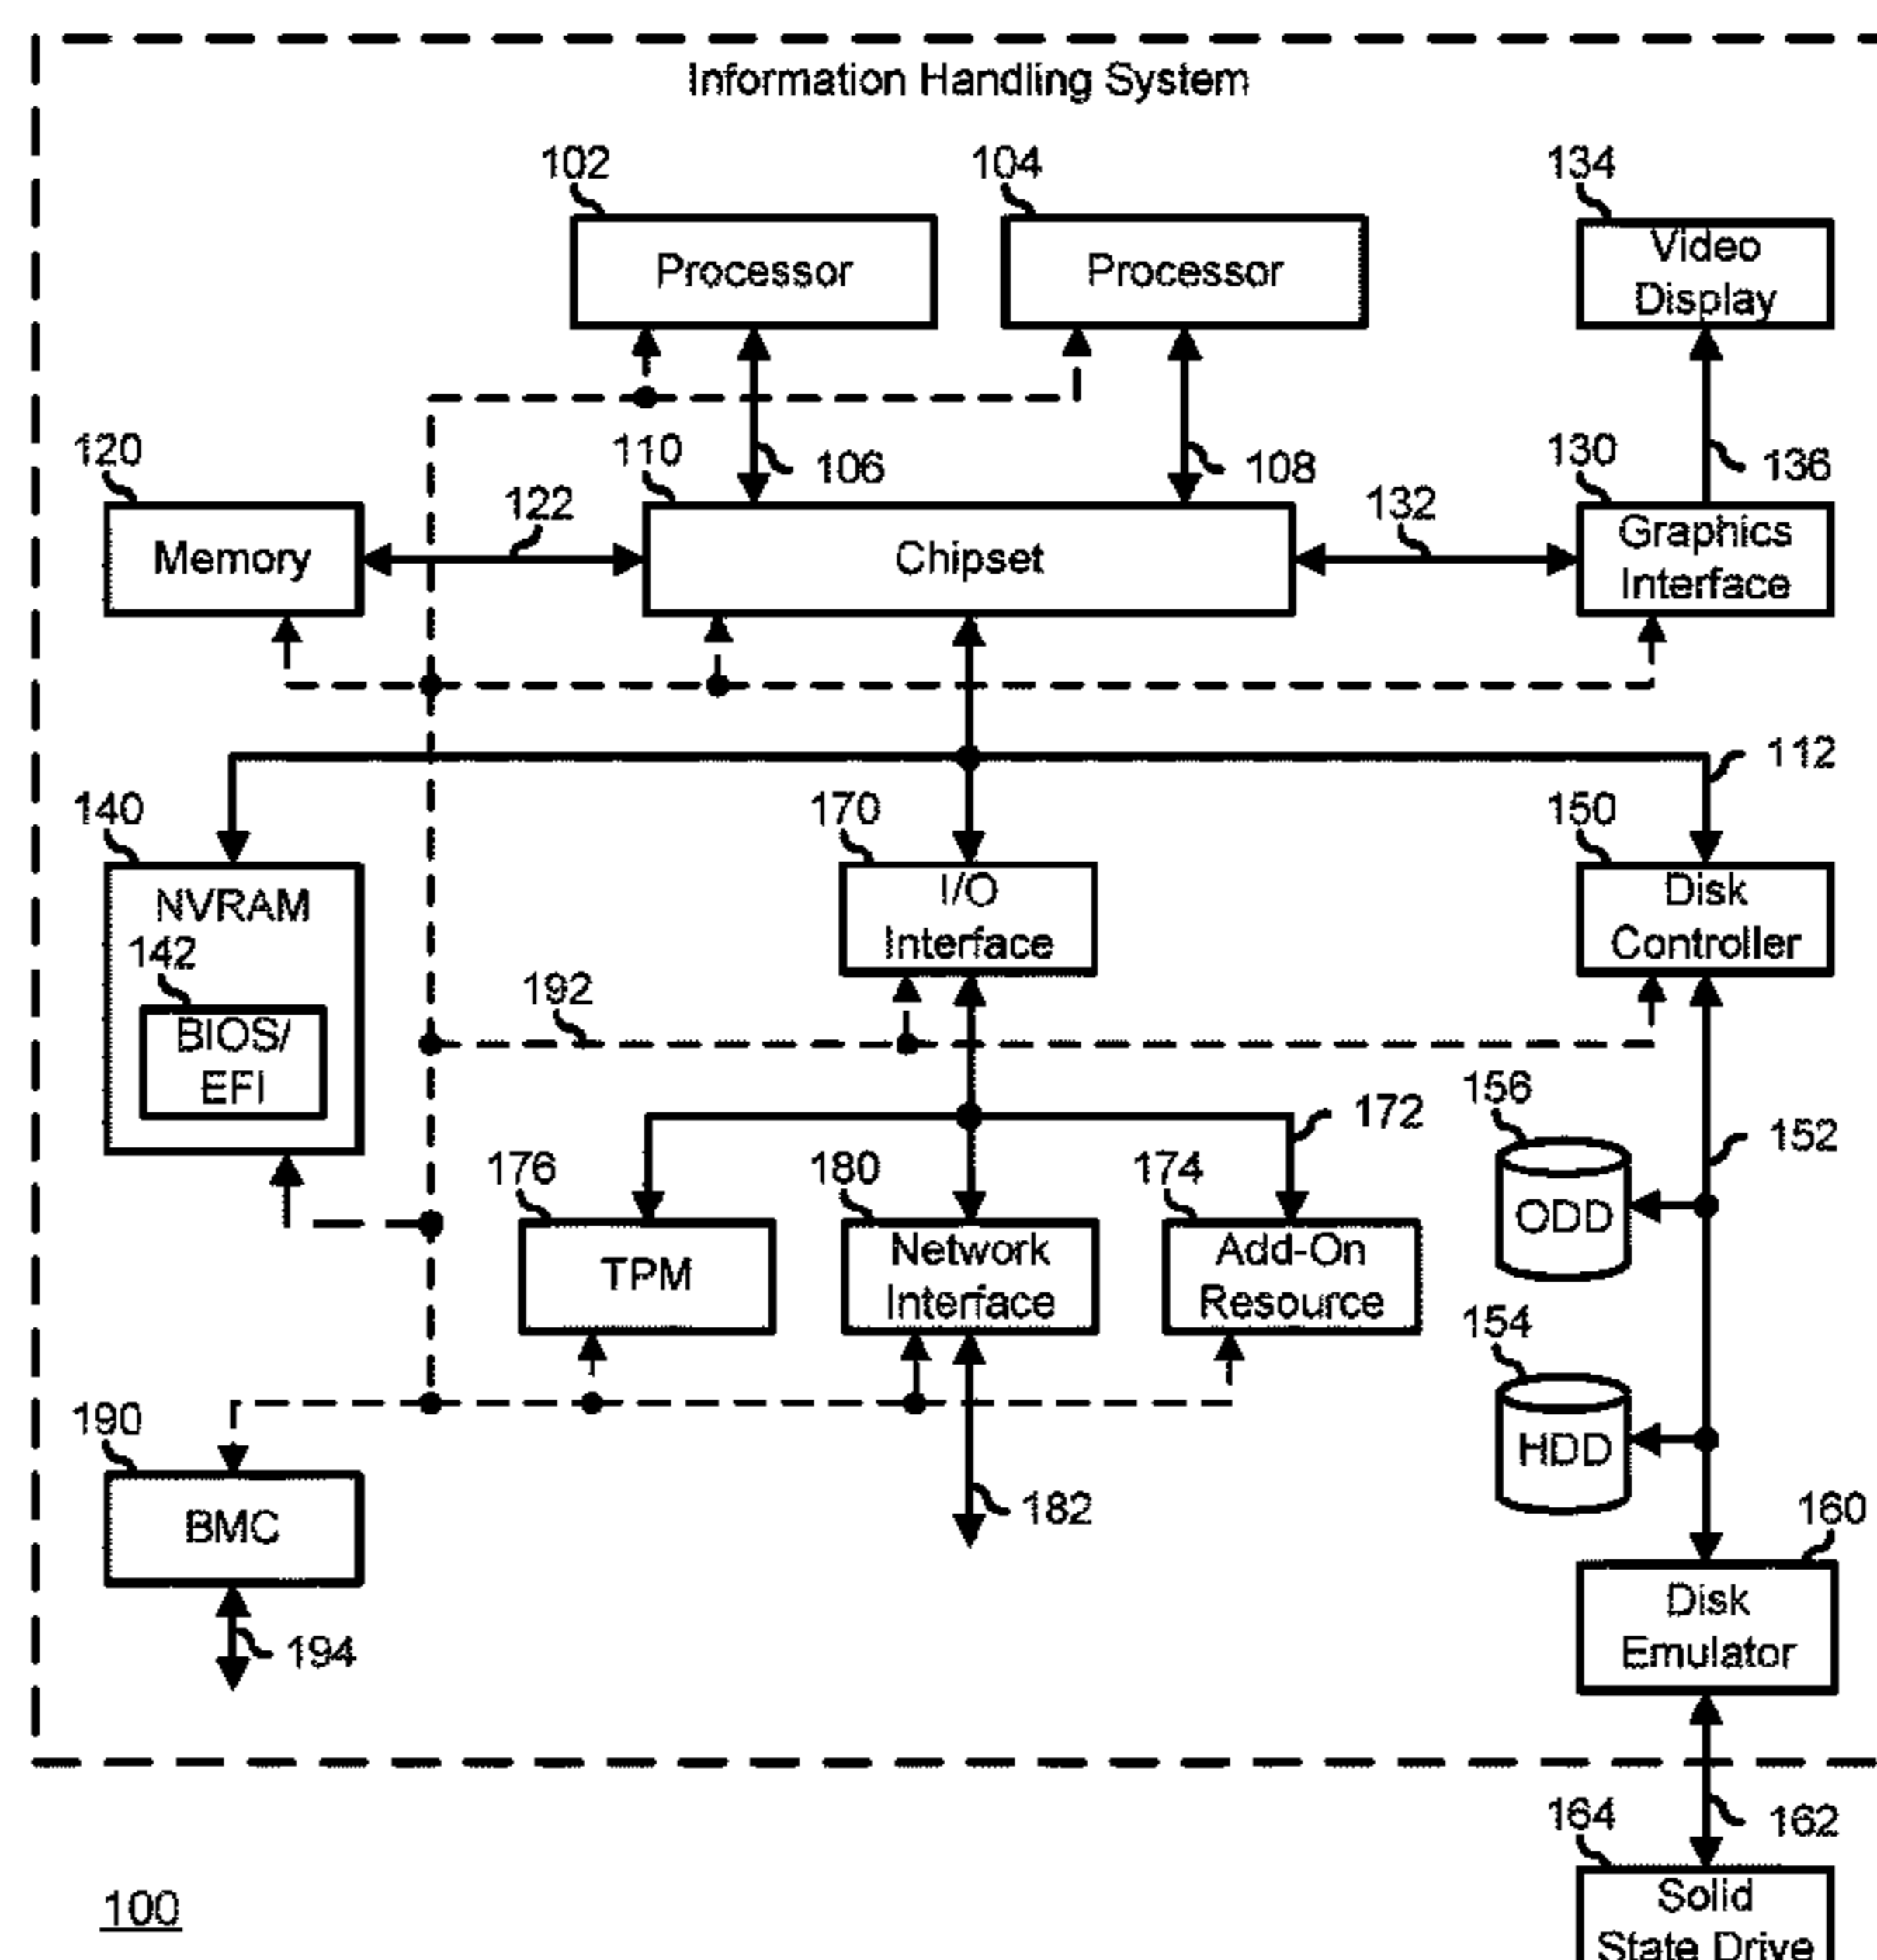 Information Handling System
102
104
134
Processor
Processor
Video
Display
120
110
106
108
130
136
122
132
Memory
Chipset
Graphics
Interface
112
140
170
150
NVRAM
I/O
Interface
Disk
Controller
142
BIOS/
EFI
192
156
172
152
176
180
174
ODD
TPM
Network
Interface
Add-On
Resource
154
HDD
190
182
160
BMC
Disk
Emulator
194
164
162
100
Solid
State Drive